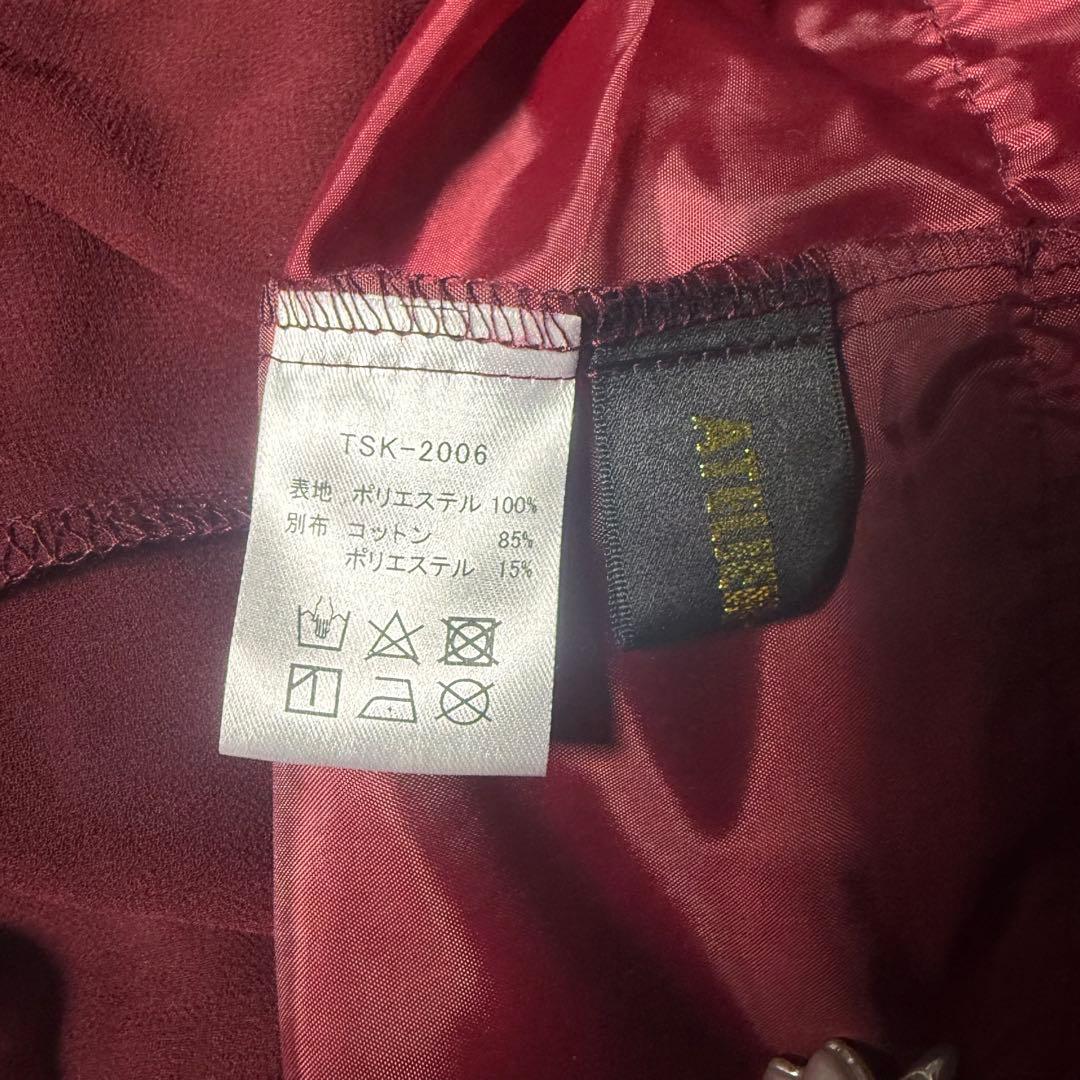 TSK-2006
表地 ポリエステル 100%
別布 コットン 85%
ポリエステル 15%